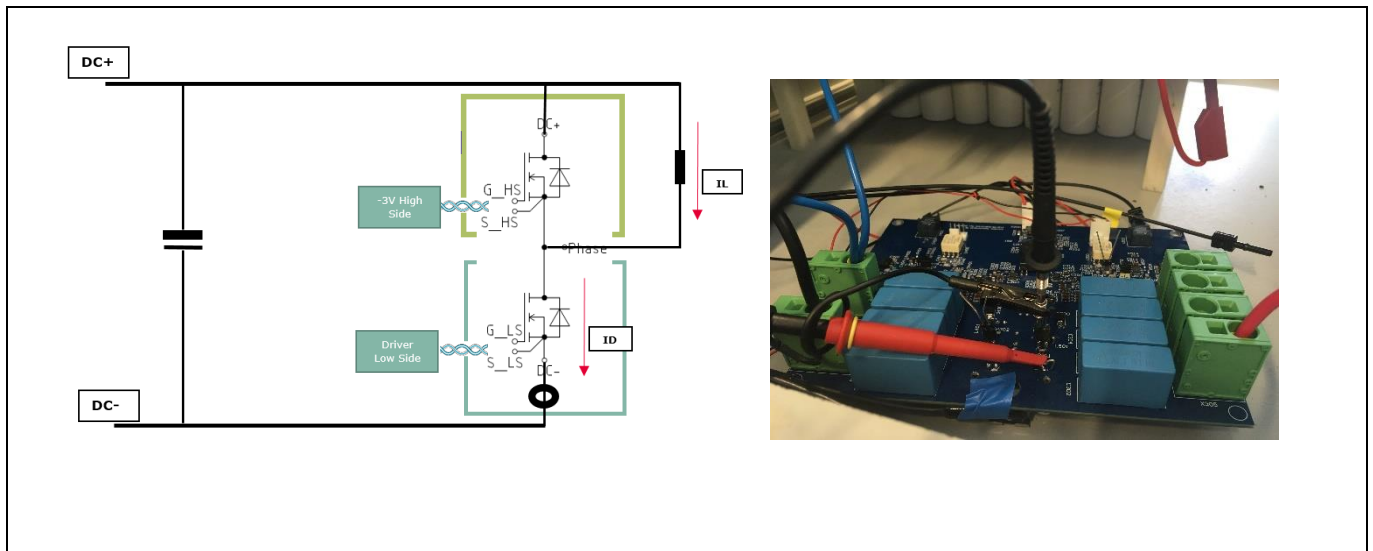 DC+
DC+
-3V High
Side
G_HS
S_HS
IL
Phase
Driver
Low Side
G_LS
S_LS
ID
DC-
DC-